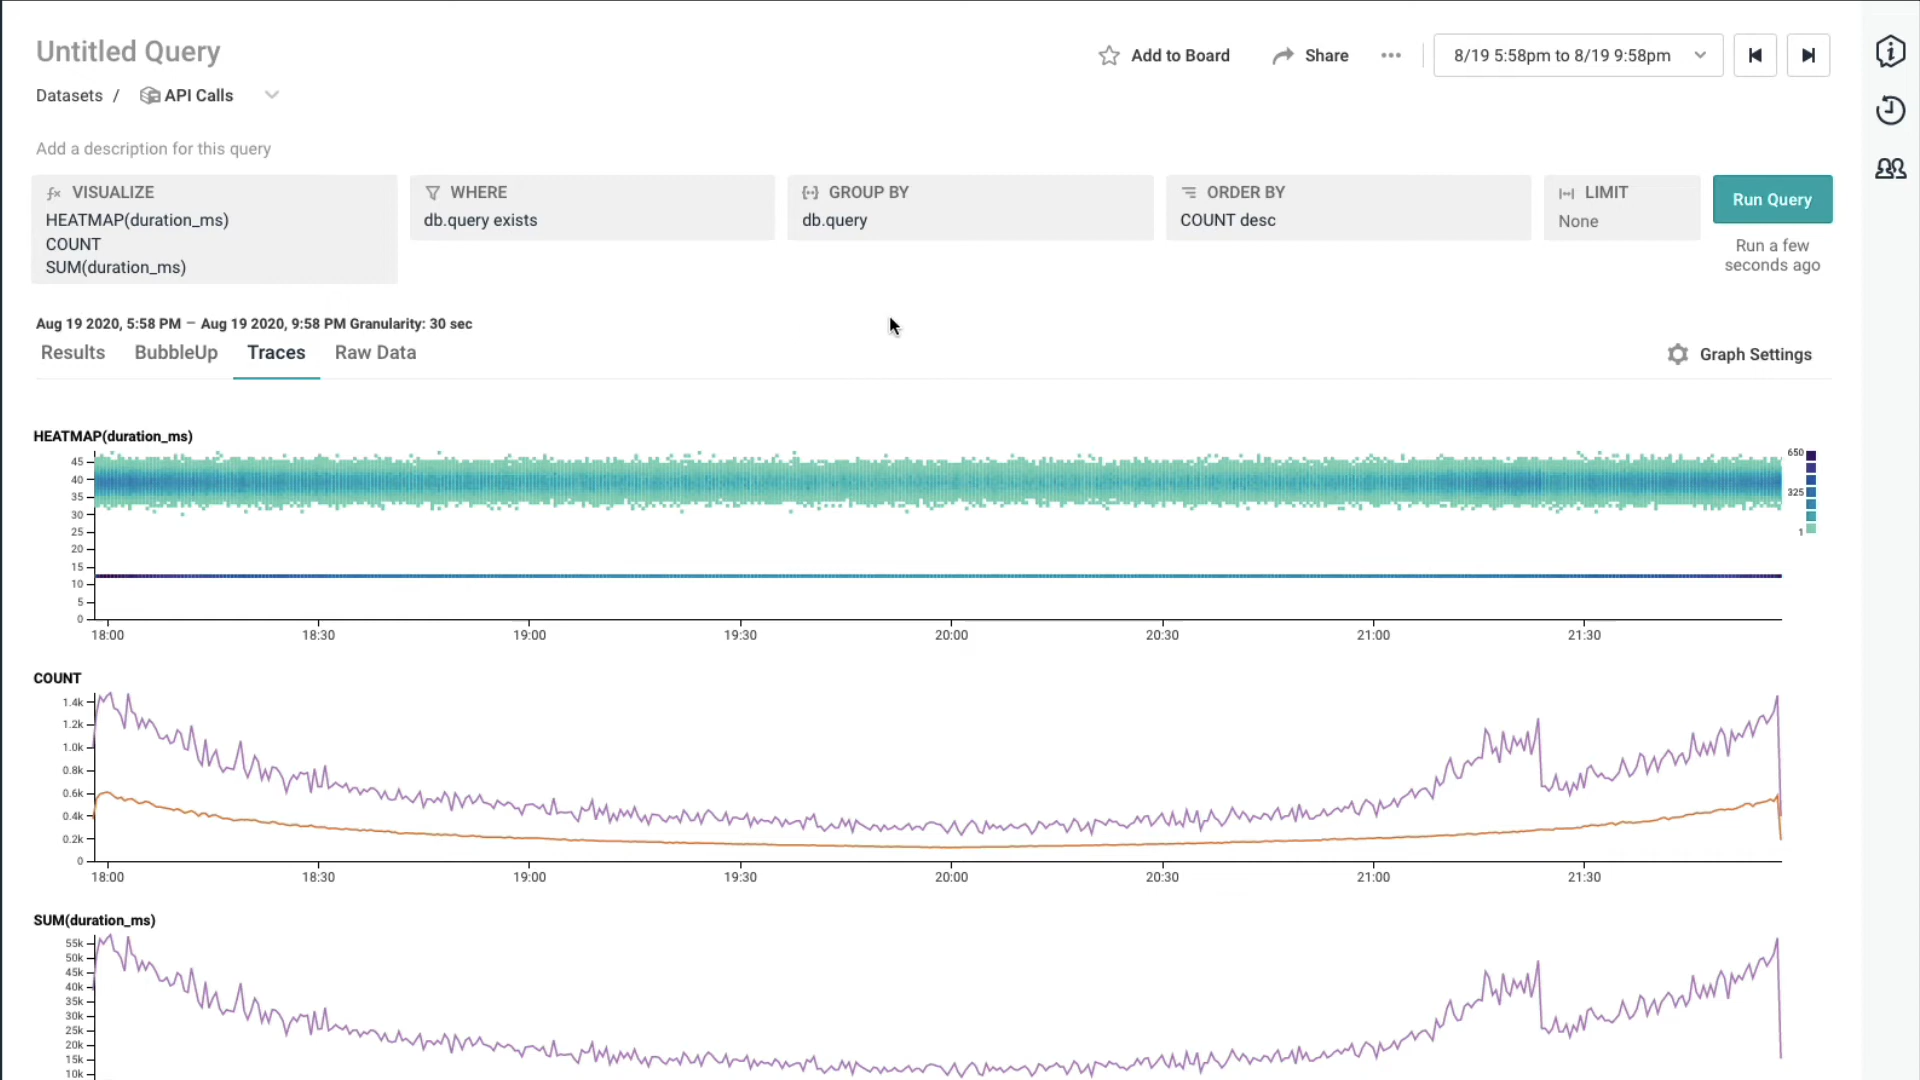 Untitled Query
Add to Board
Share
8/19 5:58pm to 8/19 9:58pm
Datasets / API Calls
Add a description for this query
VISUALIZE
HEATMAP(duration_ms)
COUNT
SUM(duration_ms)
WHERE
db.query exists
GROUP BY
db.query
ORDER BY
COUNT desc
LIMIT
None
Run Query
Run a few
seconds ago
Aug 19 2020, 5:58 PM – Aug 19 2020, 9:58 PM Granularity: 30 sec
Results BubbleUp Traces Raw Data
Graph Settings
HEATMAP(duration_ms)
45
40
35
30
25
20
15
10
5
0
650
325
1
18:00 18:30 19:00 19:30 20:00 20:30 21:00 21:30
COUNT
1.4k
1.2k
1.0k
0.8k
0.6k
0.4k
0.2k
0
18:00 18:30 19:00 19:30 20:00 20:30 21:00 21:30
SUM(duration_ms)
55k
50k
45k
40k
35k
30k
25k
20k
15k
10k